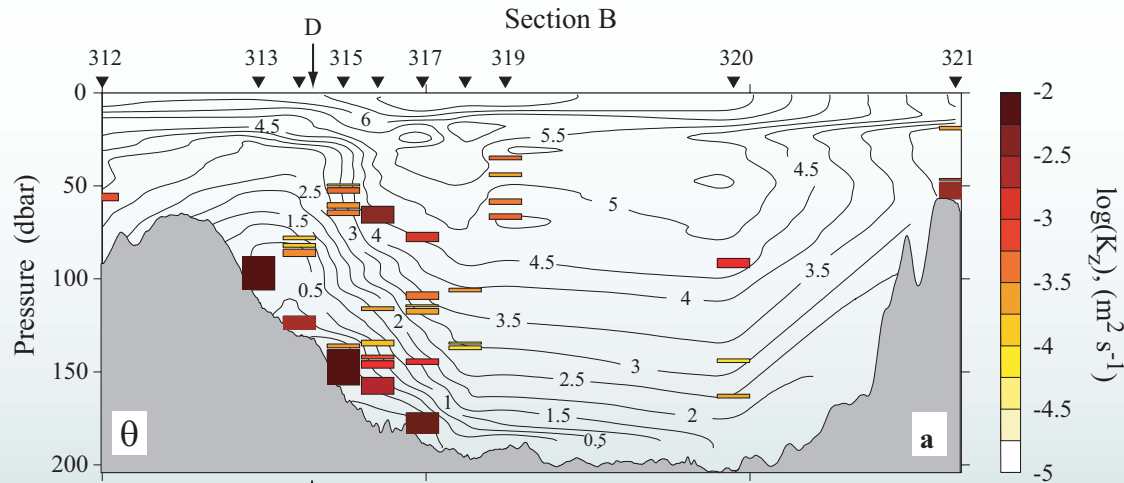 Section B
D
312 313 315 317 319 320 321
0
50
100
150
200
Pressure (dbar)
4.5 6 5.5 4.5
2.5 5
1.5 3 4
4.5 3.5
0.5 4
2 3.5
3
2.5
1 1.5 2
0.5
θ a
-2
-2.5
-3
-3.5
-4
-4.5
-5
log(K_Z), (m² s⁻¹)